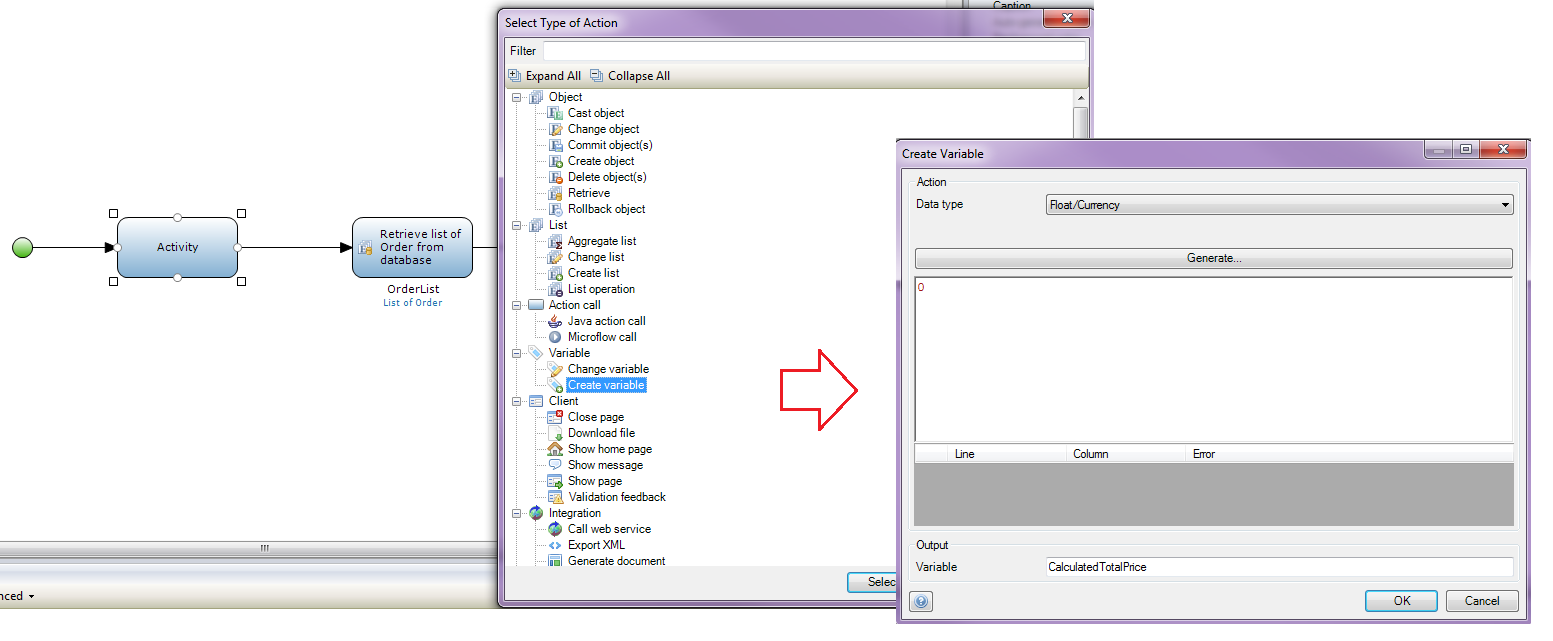 Caption
Select Type of Action
Filter
Expand All Collapse All
Object
Cast object
Change object
Commit object(s)
Create object
Delete object(s)
Retrieve
Rollback object
List
Aggregate list
Change list
Create list
List operation
Action call
Java action call
Microflow call
Variable
Change variable
Create variable
Client
Close page
Download file
Show home page
Show message
Show page
Validation feedback
Integration
Call web service
Export XML
Generate document
Selec
Activity
Retrieve list of
Order from
database
OrderList
List of Order
nced
Create Variable
Action
Data type Float/Currency
Generate...
0
Line Column Error
Output
Variable CalculatedTotalPrice
OK Cancel